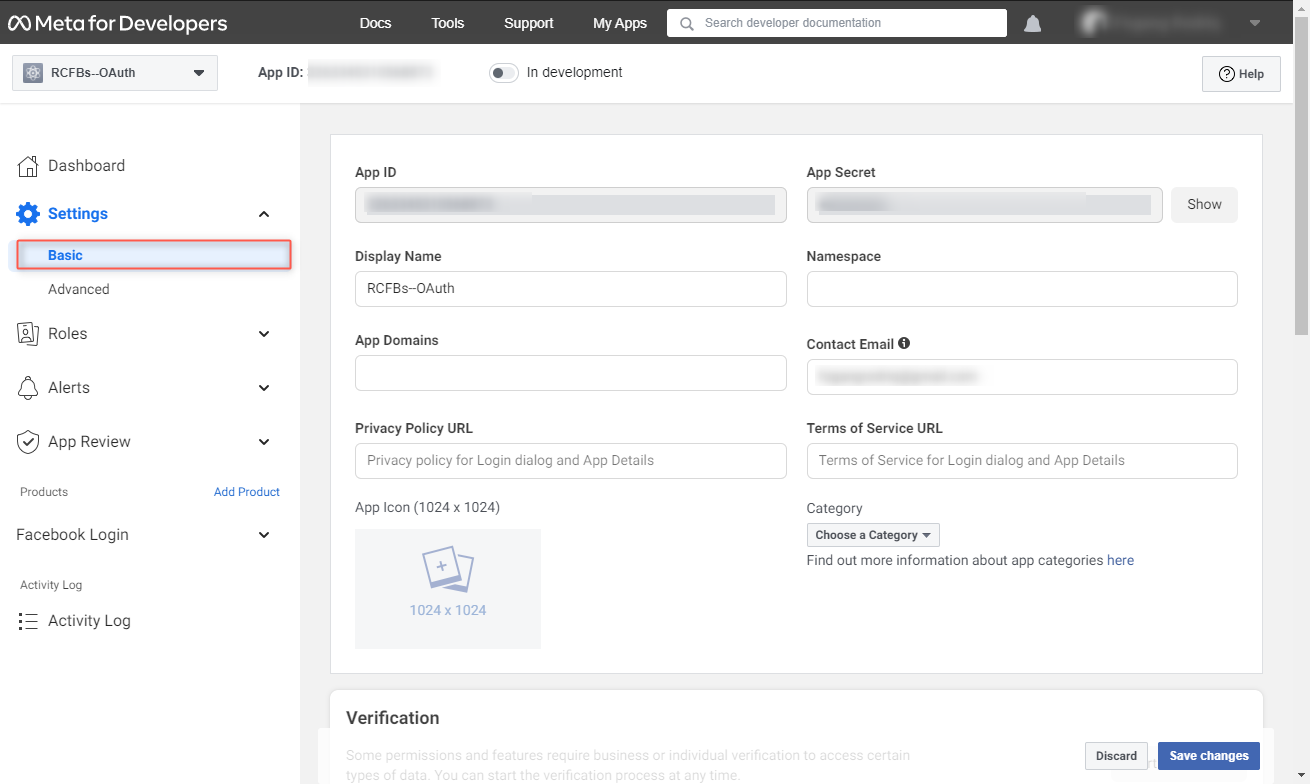 Meta for Developers
Docs
Tools
Support
My Apps
Search developer documentation
RCFBs--OAuth
App ID:
In development
Help
Dashboard
Settings
Basic
Advanced
Roles
Alerts
App Review
Products
Add Product
Facebook Login
Activity Log
Activity Log
App ID
App Secret
Show
Display Name
Namespace
RCFBs--OAuth
App Domains
Contact Email
Privacy Policy URL
Terms of Service URL
Privacy policy for Login dialog and App Details
Terms of Service for Login dialog and App Details
App Icon (1024 x 1024)
Category
Choose a Category
Find out more information about app categories here
1024 x 1024
Verification
Some permissions and features require business or individual verification to access certain
types of data. You can start the verification process at any time.
Discard
Save changes